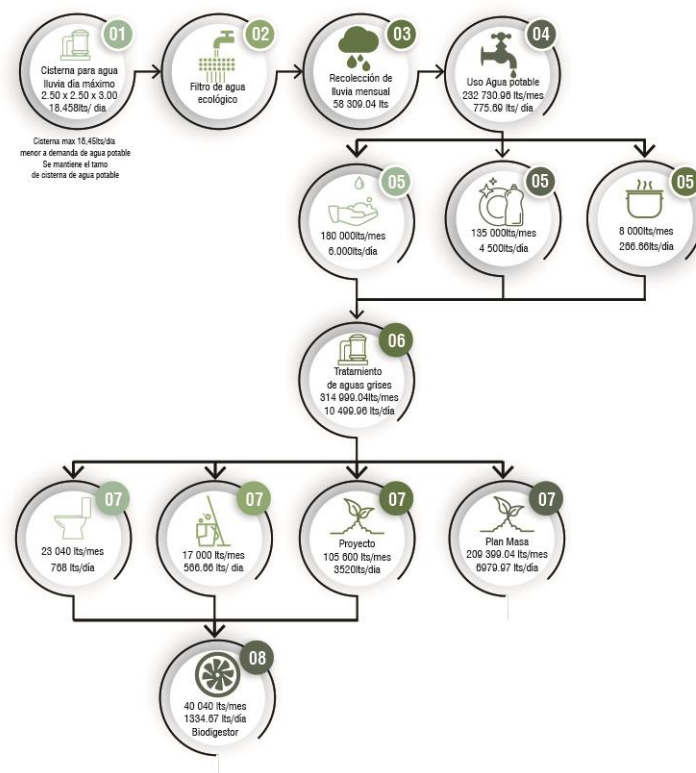 01
Cisterna para agua
lluvia día máximo
2.50 x 2.50 x 3.00
18.458lts/ dia
Cisterna max 18,45lts/día
menor a demanda de agua potable
Se mantiene el tamo
de cisterna de agua potable
02
Filtro de agua
ecológico
03
Recolección de
lluvia mensual
58 309.04 lts
04
Uso Agua potable
232 730.96 lts/mes
775.69 lts/ día
05
180 000lts/mes
6.000lts/día
05
135 000lts/mes
4 500lts/día
05
8 000lts/mes
266.66lts/día
06
Tratamiento
de aguas grises
314 999.04lts/mes
10 499.96 lts/día
07
23 040 lts/mes
768 lts/día
07
17 000 lts/mes
566.66 lts/ día
07
Proyecto
105 600 lts/mes
3520lts/día
07
Plan Masa
209 399.04 lts/mes
6979.97 lts/día
08
40 040 lts/mes
1334.67 lts/día
Biodigestor